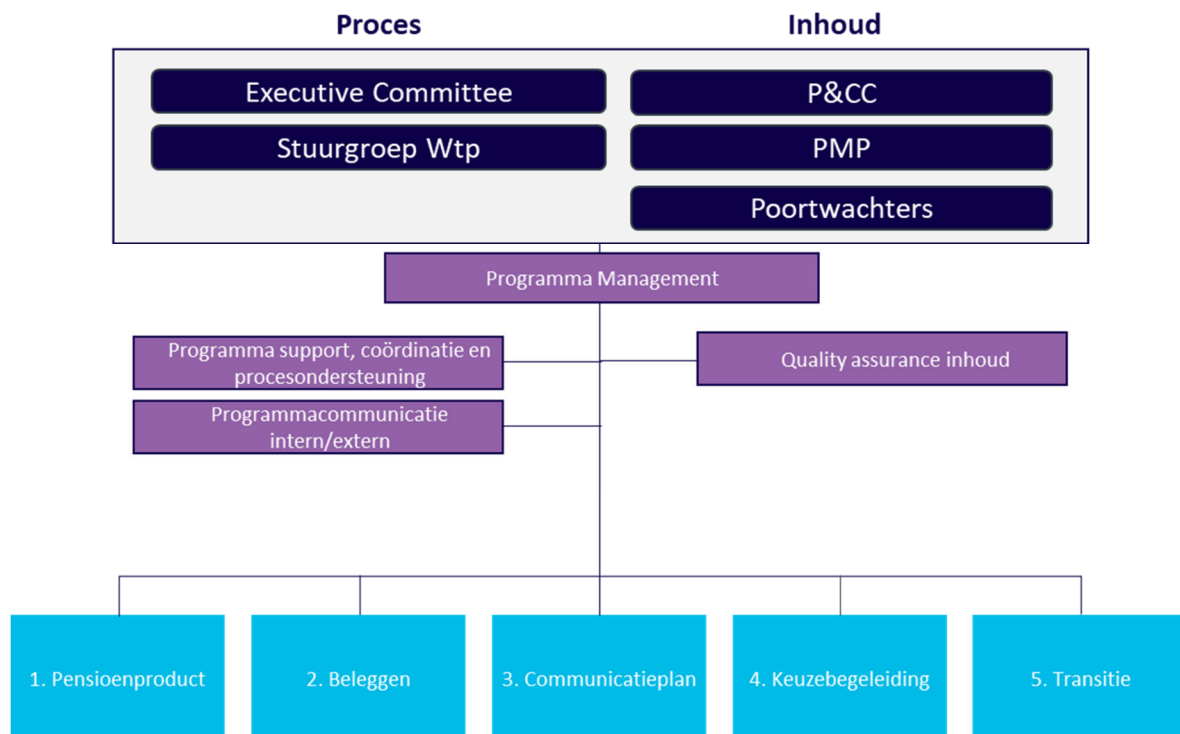 Proces
Inhoud
Executive Committee
P&CC
Stuurgroep Wtp
PMP
Poortwachters
Programma Management
Programma support, coördinatie en
procesondersteuning
Quality assurance inhoud
Programmacommunicatie
intern/extern
1. Pensioenproduct
2. Beleggen
3. Communicatieplan
4. Keuzebegeleiding
5. Transitie